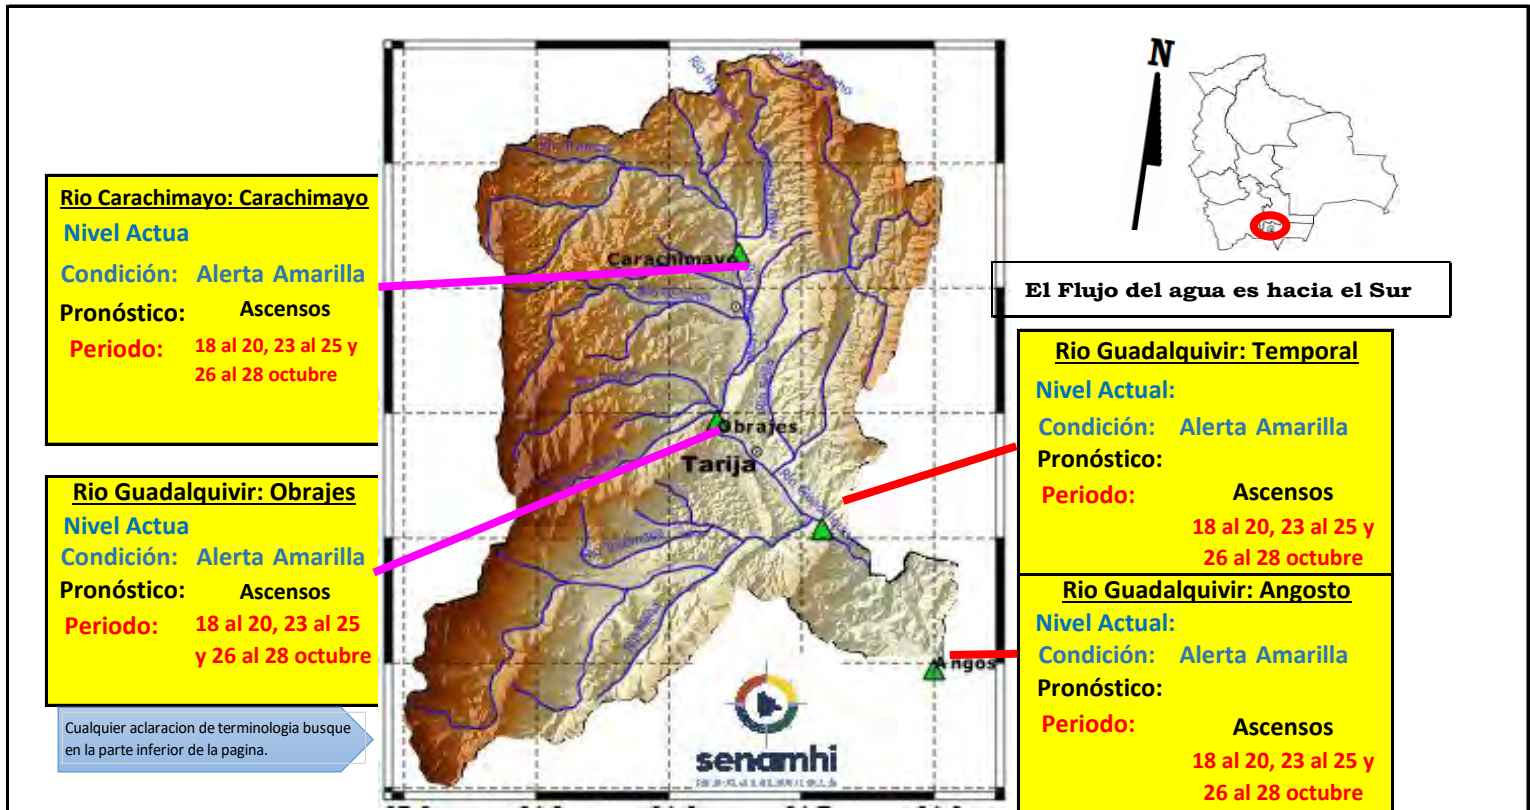 N
Rio Carachimayo: Carachimayo
Nivel Actua
Condición: Alerta Amarilla
Pronóstico: Ascensos
Periodo: 18 al 20, 23 al 25 y
26 al 28 octubre
Rio Guadalquivir: Obrajes
Nivel Actua
Condición: Alerta Amarilla
Pronóstico: Ascensos
Periodo: 18 al 20, 23 al 25
y 26 al 28 octubre
Cualquier aclaracion de terminologia busque
en la parte inferior de la pagina.
Carachimayo
Obrajes
Tarija
Angos
senamhi
El Flujo del agua es hacia el Sur
Rio Guadalquivir: Temporal
Nivel Actual:
Condición: Alerta Amarilla
Pronóstico:
Periodo: Ascensos
18 al 20, 23 al 25 y
26 al 28 octubre
Rio Guadalquivir: Angosto
Nivel Actual:
Condición: Alerta Amarilla
Pronóstico:
Periodo: Ascensos
18 al 20, 23 al 25 y
26 al 28 octubre